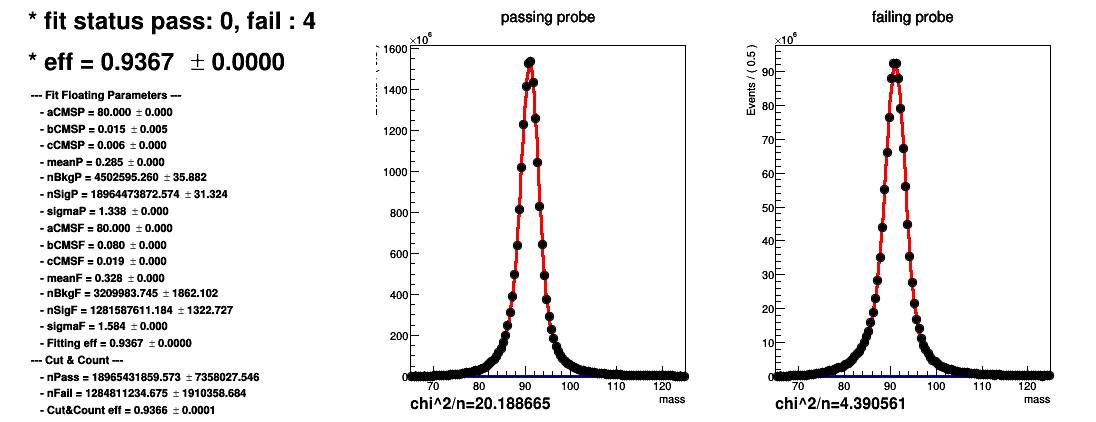 * fit status pass: 0, fail : 4
* eff = 0.9367 ± 0.0000
--- Fit Floating Parameters ---
- aCMSP = 80.000 ± 0.000
- bCMSP = 0.015 ± 0.005
- cCMSP = 0.006 ± 0.000
- meanP = 0.285 ± 0.000
- nBkgP = 4502595.260 ± 35.882
- nSigP = 18964473872.574 ± 31.324
- sigmaP = 1.338 ± 0.000
- aCMSF = 80.000 ± 0.000
- bCMSF = 0.080 ± 0.000
- cCMSF = 0.019 ± 0.000
- meanF = 0.328 ± 0.000
- nBkgF = 3209983.745 ± 1862.102
- nSigF = 1281587611.184 ± 1322.727
- sigmaF = 1.584 ± 0.000
- Fitting eff = 0.9367 ± 0.0000
--- Cut & Count ---
- nPass = 18965431859.573 ± 7358027.546
- nFail = 1284811234.675 ± 1910358.684
- Cut&Count eff = 0.9366 ± 0.0001
passing probe
×10⁶
1600
1400
1200
1000
800
600
400
200
0
70 80 90 100 110 120
mass
chi^2/n=20.188665
failing probe
×10⁶
Events / ( 0.5 )
90
80
70
60
50
40
30
20
10
0
70 80 90 100 110 120
mass
chi^2/n=4.390561